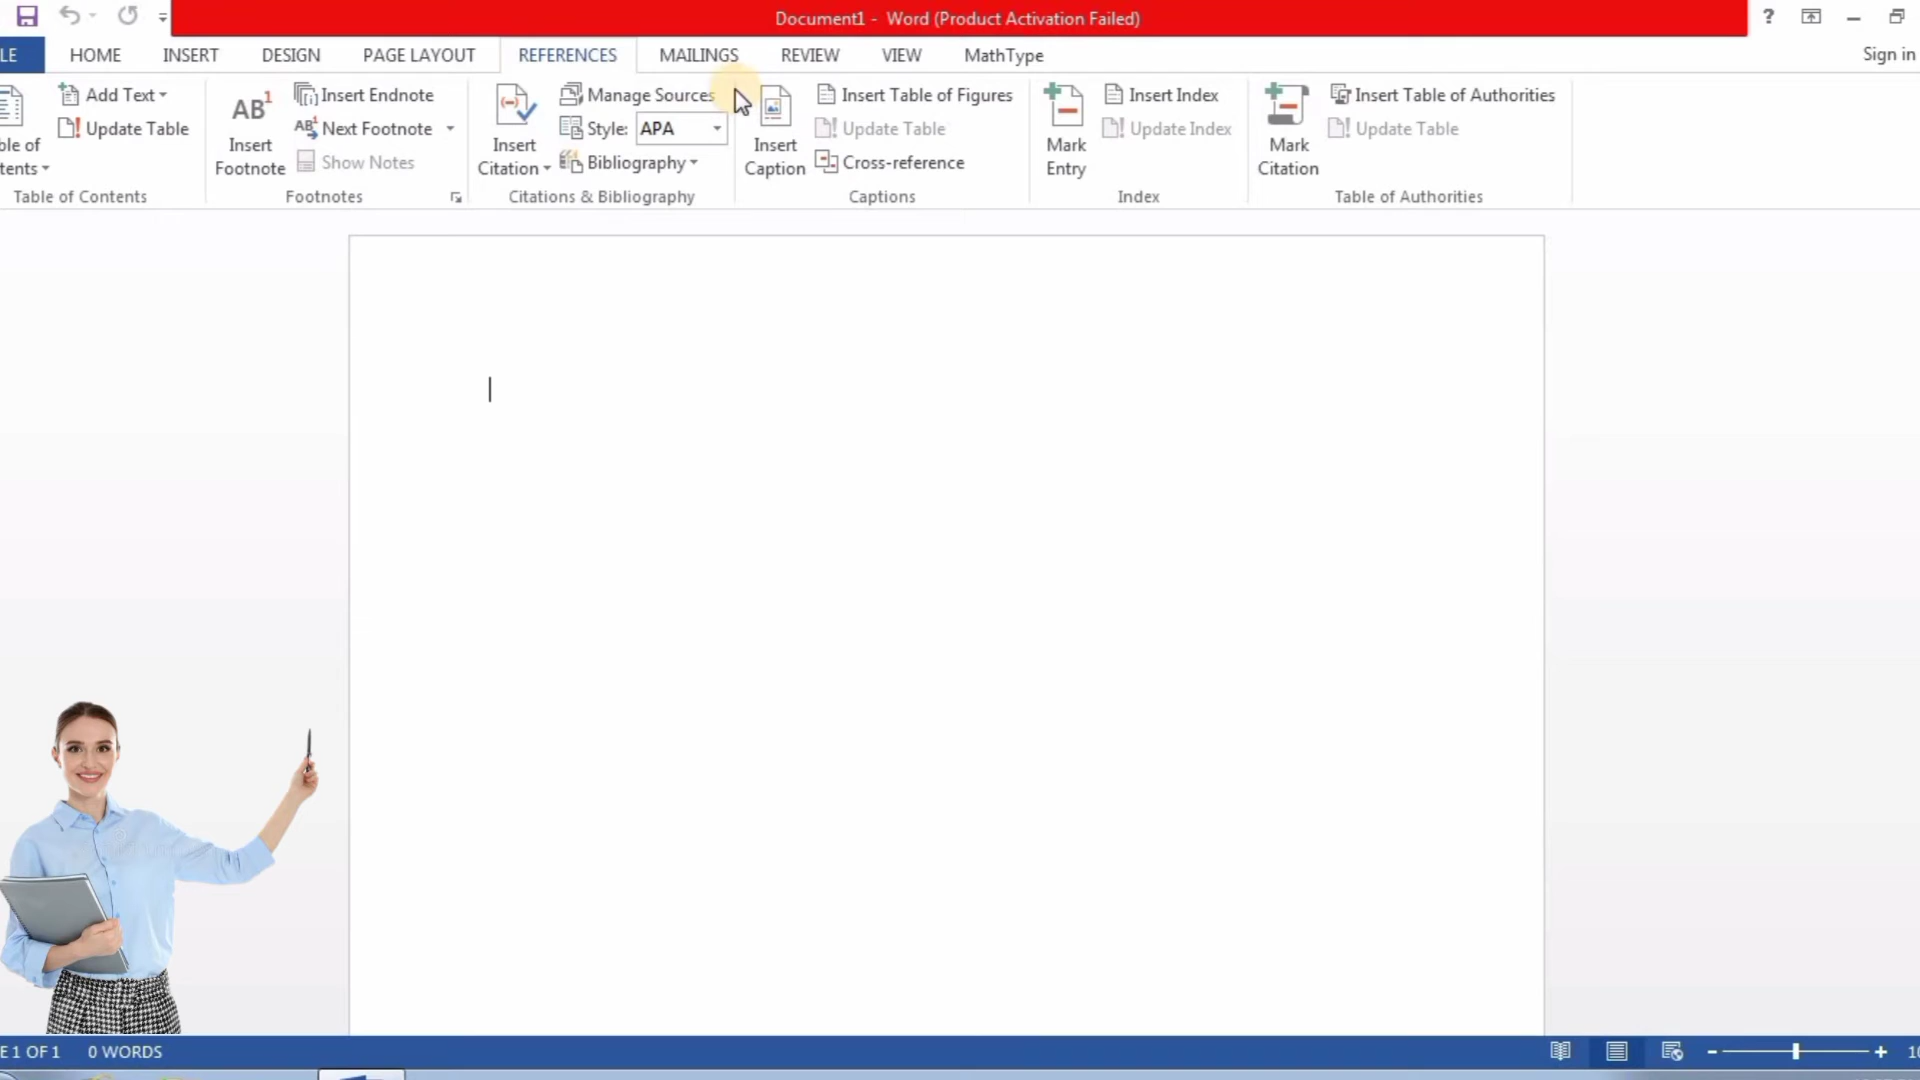 Document1 - Word (Product Activation Failed)
?
LE HOME INSERT DESIGN PAGE LAYOUT REFERENCES MAILINGS REVIEW VIEW MathType Sign in
Add Text
Update Table
ble of
tents
Table of Contents
AB1
Insert
Footnote
Insert Endnote
AB1 Next Footnote
Show Notes
Footnotes
Insert
Citation
Manage Sources
Style: APA
Bibliography
Citations & Bibliography
Insert
Caption
Insert Table of Figures
Update Table
Cross-reference
Captions
Mark
Entry
Insert Index
Update Index
Index
Mark
Citation
Insert Table of Authorities
Update Table
Table of Authorities
E 1 OF 1 0 WORDS
10